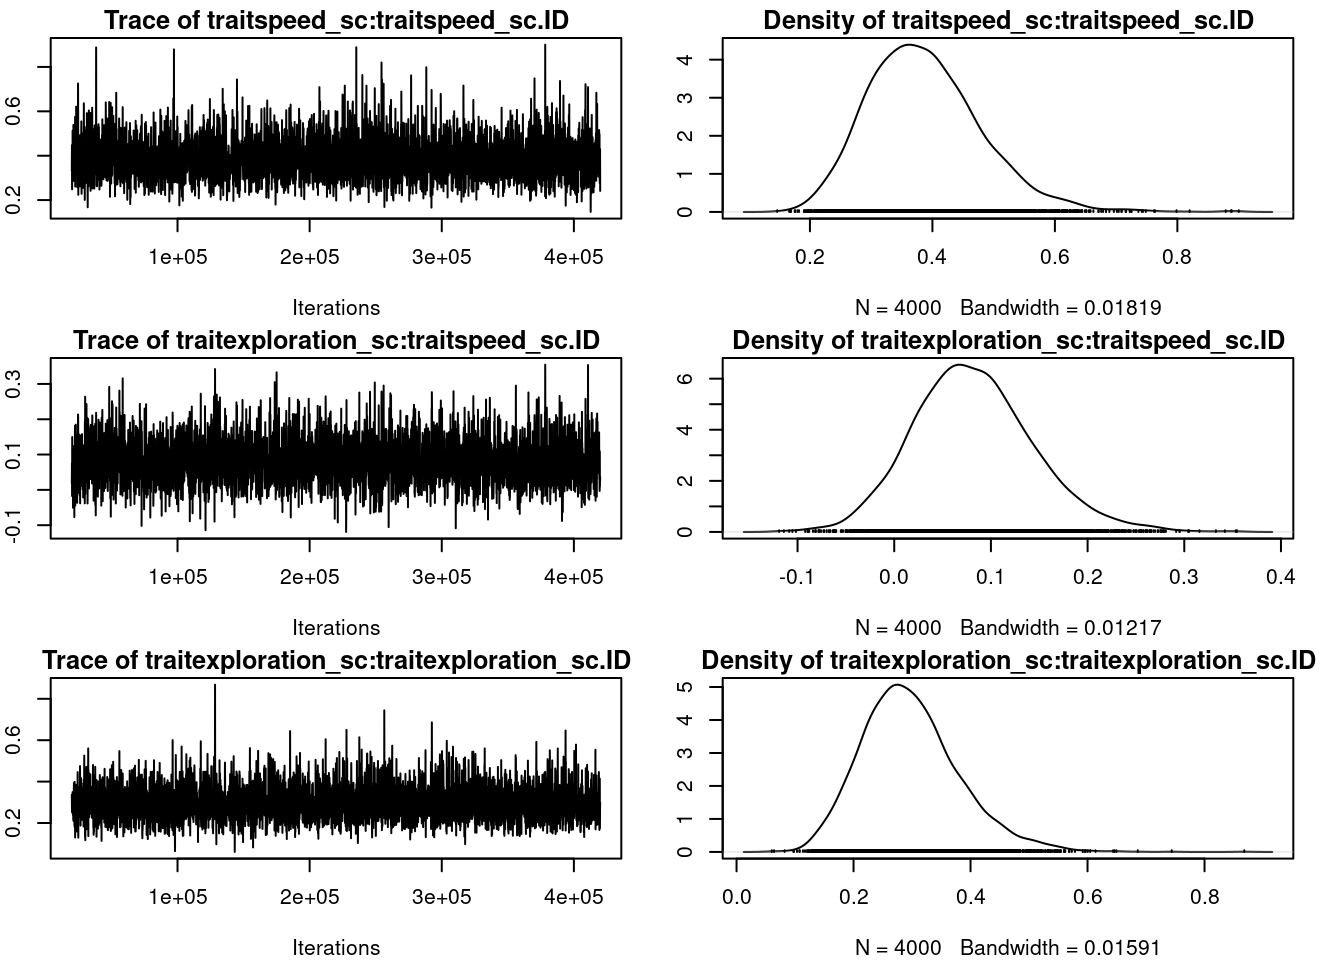 Trace of traitspeed_sc:traitspeed_sc.ID
0.2 0.6
1e+05 2e+05 3e+05 4e+05
Iterations
Density of traitspeed_sc:traitspeed_sc.ID
0 1 2 3 4
0.2 0.4 0.6 0.8
N = 4000 Bandwidth = 0.01819
Trace of traitexploration_sc:traitspeed_sc.ID
-0.1 0.1 0.3
1e+05 2e+05 3e+05 4e+05
Iterations
Density of traitexploration_sc:traitspeed_sc.ID
0 2 4 6
-0.1 0.0 0.1 0.2 0.3 0.4
N = 4000 Bandwidth = 0.01217
Trace of traitexploration_sc:traitexploration_sc.ID
0.2 0.6
1e+05 2e+05 3e+05 4e+05
Iterations
Density of traitexploration_sc:traitexploration_sc.ID
0 1 2 3 4 5
0.0 0.2 0.4 0.6 0.8
N = 4000 Bandwidth = 0.01591